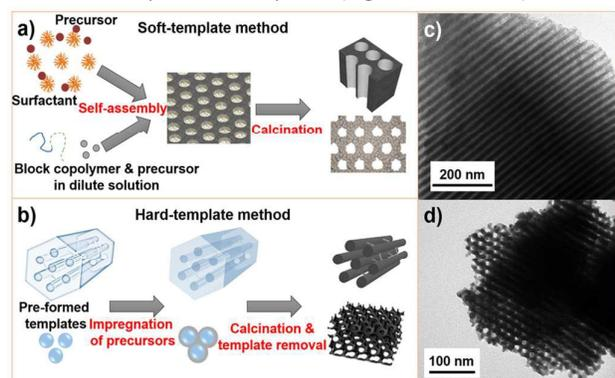 a)
Soft-template method
Precursor
Surfactant
Self-assembly
Calcination
Block copolymer & precursor
in dilute solution
b)
Hard-template method
Pre-formed
templates
Impregnation
of precursors
Calcination &
template removal
c)
200 nm
d)
100 nm